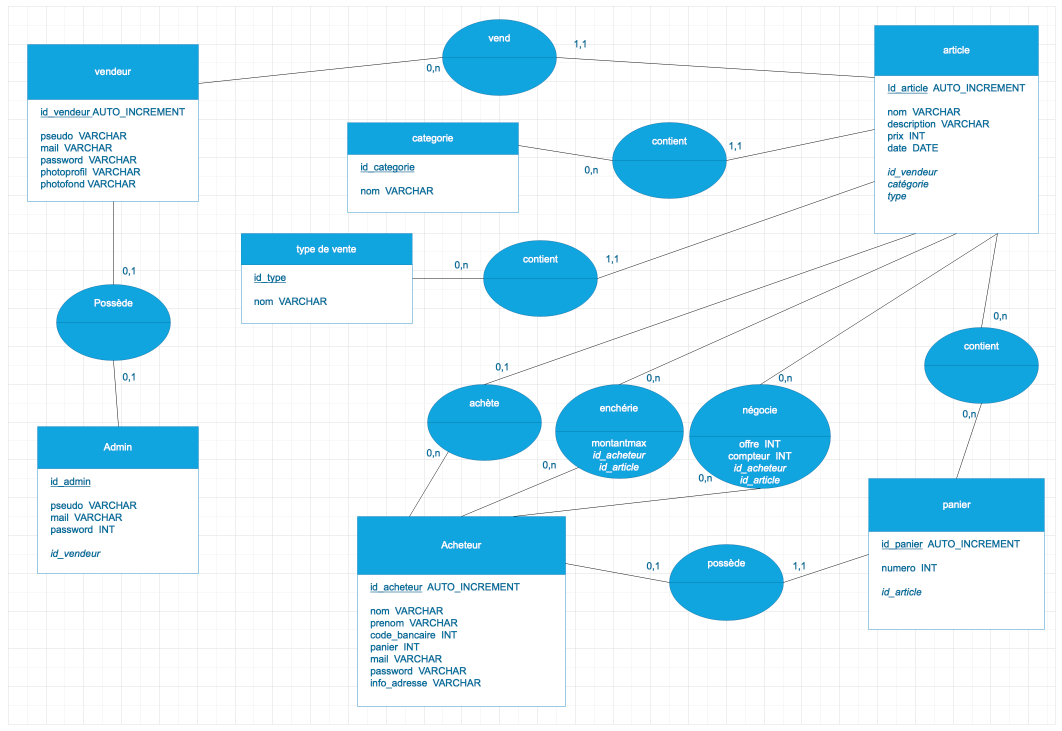 vend
1,1
0,n
vendeur
id_vendeur AUTO_INCREMENT
pseudo VARCHAR
mail VARCHAR
password VARCHAR
photoprofil VARCHAR
photofond VARCHAR
article
Id_article AUTO_INCREMENT
nom VARCHAR
description VARCHAR
prix INT
date DATE
id_vendeur
catégorie
type
categorie
id_categorie
nom VARCHAR
contient
0,n
1,1
type de vente
id_type
nom VARCHAR
0,n
contient
1,1
0,1
Possède
0,1
Admin
id_admin
pseudo VARCHAR
mail VARCHAR
password INT
id_vendeur
0,1
achète
0,n
0,n
enchérie
montantmax
id_acheteur
id_article
0,n
0,n
négocie
offre INT
compteur INT
id_acheteur
id_article
0,n
0,n
contient
0,n
Acheteur
id_acheteur AUTO_INCREMENT
nom VARCHAR
prenom VARCHAR
code_bancaire INT
panier INT
mail VARCHAR
password VARCHAR
info_adresse VARCHAR
0,1
possède
1,1
panier
id_panier AUTO_INCREMENT
numero INT
id_article